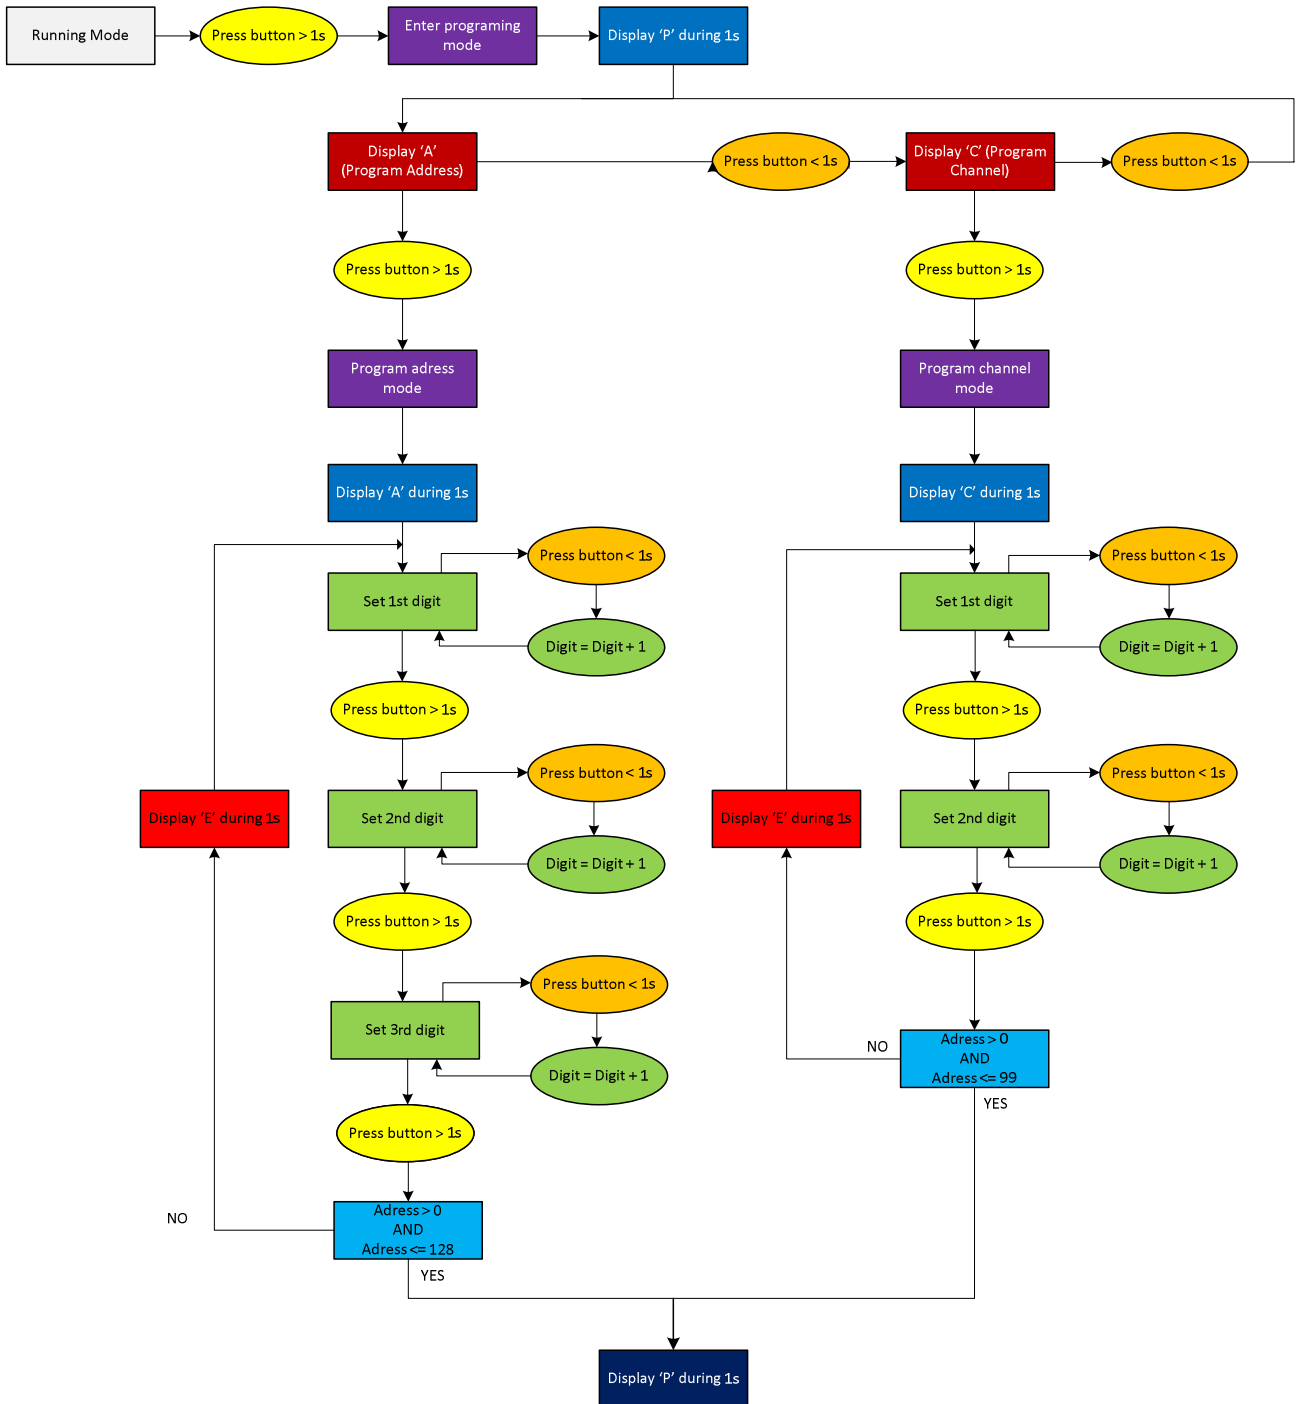 Running Mode
Press button > 1s
Enter programing
mode
Display ‘P’ during 1s
Display ‘A’
(Program Address)
Press button < 1s
Display ‘C’ (Program
Channel)
Press button < 1s
Press button > 1s
Press button > 1s
Program adress
mode
Program channel
mode
Display ‘A’ during 1s
Display ‘C’ during 1s
Press button < 1s
Press button < 1s
Set 1st digit
Set 1st digit
Digit = Digit + 1
Digit = Digit + 1
Press button > 1s
Press button > 1s
Press button < 1s
Press button < 1s
Display ‘E’ during 1s
Set 2nd digit
Display ‘E’ during 1s
Set 2nd digit
Digit = Digit + 1
Digit = Digit + 1
Press button > 1s
Press button > 1s
Press button < 1s
Set 3rd digit
Adress > 0
AND
Adress <= 99
NO
Digit = Digit + 1
YES
Press button > 1s
NO
Adress > 0
AND
Adress <= 128
YES
Display ‘P’ during 1s